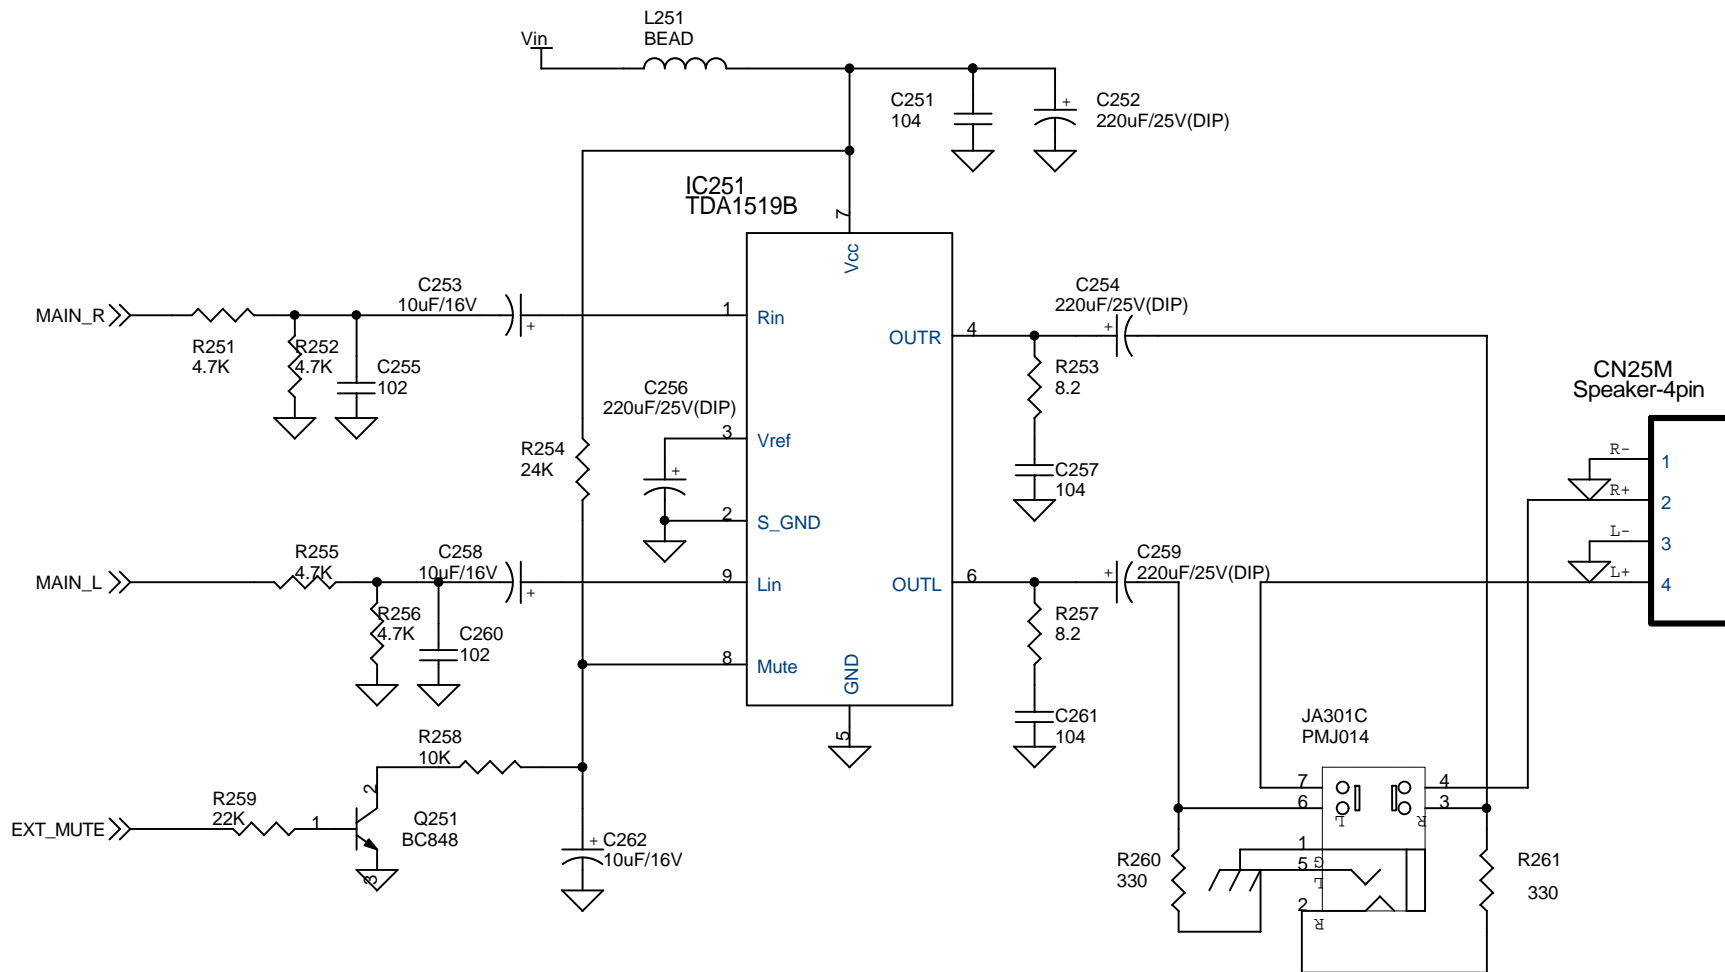 L251
BEAD
Vin
C251
104
+
C252
220uF/25V(DIP)
IC251
TDA1519B
7
Vcc
C253
10uF/16V
+
MAIN_R
R251
4.7K
R252
4.7K
C255
102
1
Rin
OUTR
4
C254
220uF/25V(DIP)
+
R253
8.2
C257
104
C256
220uF/25V(DIP)
+
3
Vref
R254
24K
2
S_GND
CN25M
Speaker-4pin
R-
1
R+
2
L-
3
L+
4
MAIN_L
R255
4.7K
C258
10uF/16V
+
R256
4.7K
C260
102
9
Lin
OUTL
6
C259
220uF/25V(DIP)
+
R257
8.2
C261
104
8
Mute
GND
5
R258
10K
EXT_MUTE
R259
22K
1
2
3
Q251
BC848
+
C262
10uF/16V
JA301C
PMJ014
7
6
4
3
L
R
1
5
G
L
2
R
R260
330
R261
330